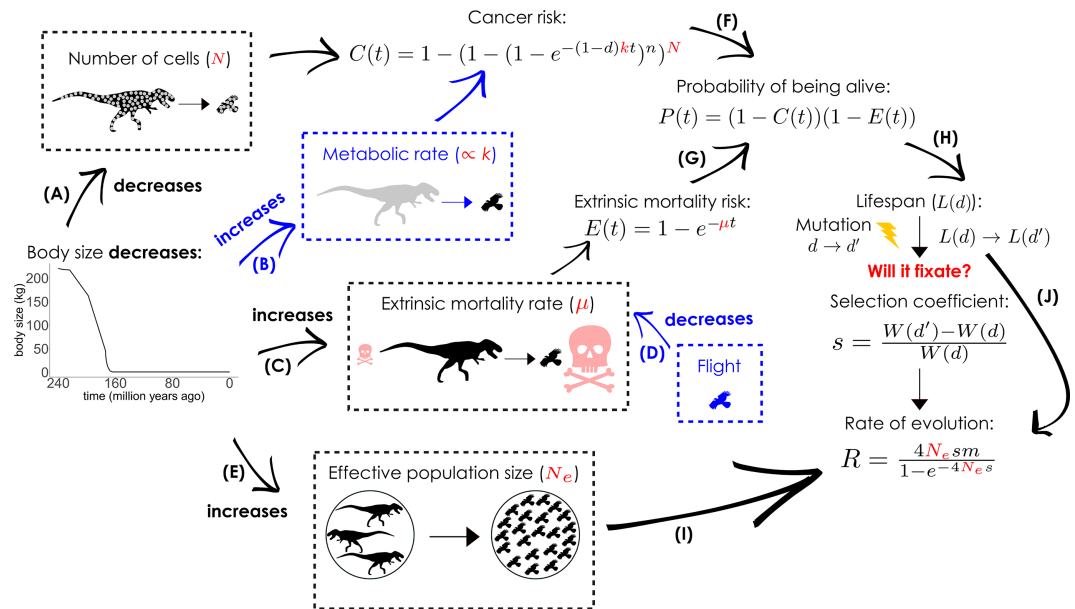 Cancer risk:
(F)
Number of cells (N)
C(t) = 1 − (1 − (1 − e^{−(1−d)kt})^n)^N
Probability of being alive:
P(t) = (1 − C(t))(1 − E(t))
Metabolic rate (∝ k)
(G)
(H)
(A)
decreases
increases
(B)
Extrinsic mortality risk:
E(t) = 1 − e^{−μt}
Lifespan (L(d)):
Mutation
d → d′
L(d) → L(d′)
Will it fixate?
Body size decreases:
body size (kg)
200
150
100
50
0
240
160
80
0
time (million years ago)
increases
(C)
Extrinsic mortality rate (μ)
decreases
(D)
Flight
Selection coefficient:
s = \frac{W(d′)−W(d)}{W(d)}
(J)
Rate of evolution:
R = \frac{4N_e sm}{1−e^{−4N_e s}}
(E)
increases
Effective population size (N_e)
(I)